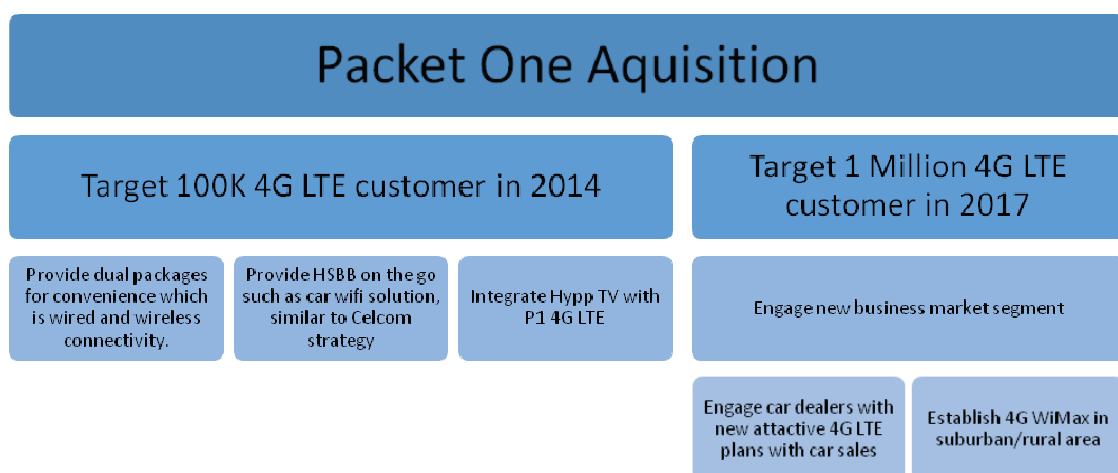 Packet One Aquisition
Target 100K 4G LTE customer in 2014
Target 1 Million 4G LTE
customer in 2017
Provide dual packages
for convenience which
is wired and wireless
connectivity.
Provide HSBB on the go
such as car wifi solution,
similar to Celcom
strategy
Integrate Hypp TV with
P1 4G LTE
Engage new business market segment
Engage car dealers with
new attactive 4G LTE
plans with car sales
Establish 4G WiMax in
suburban/rural area